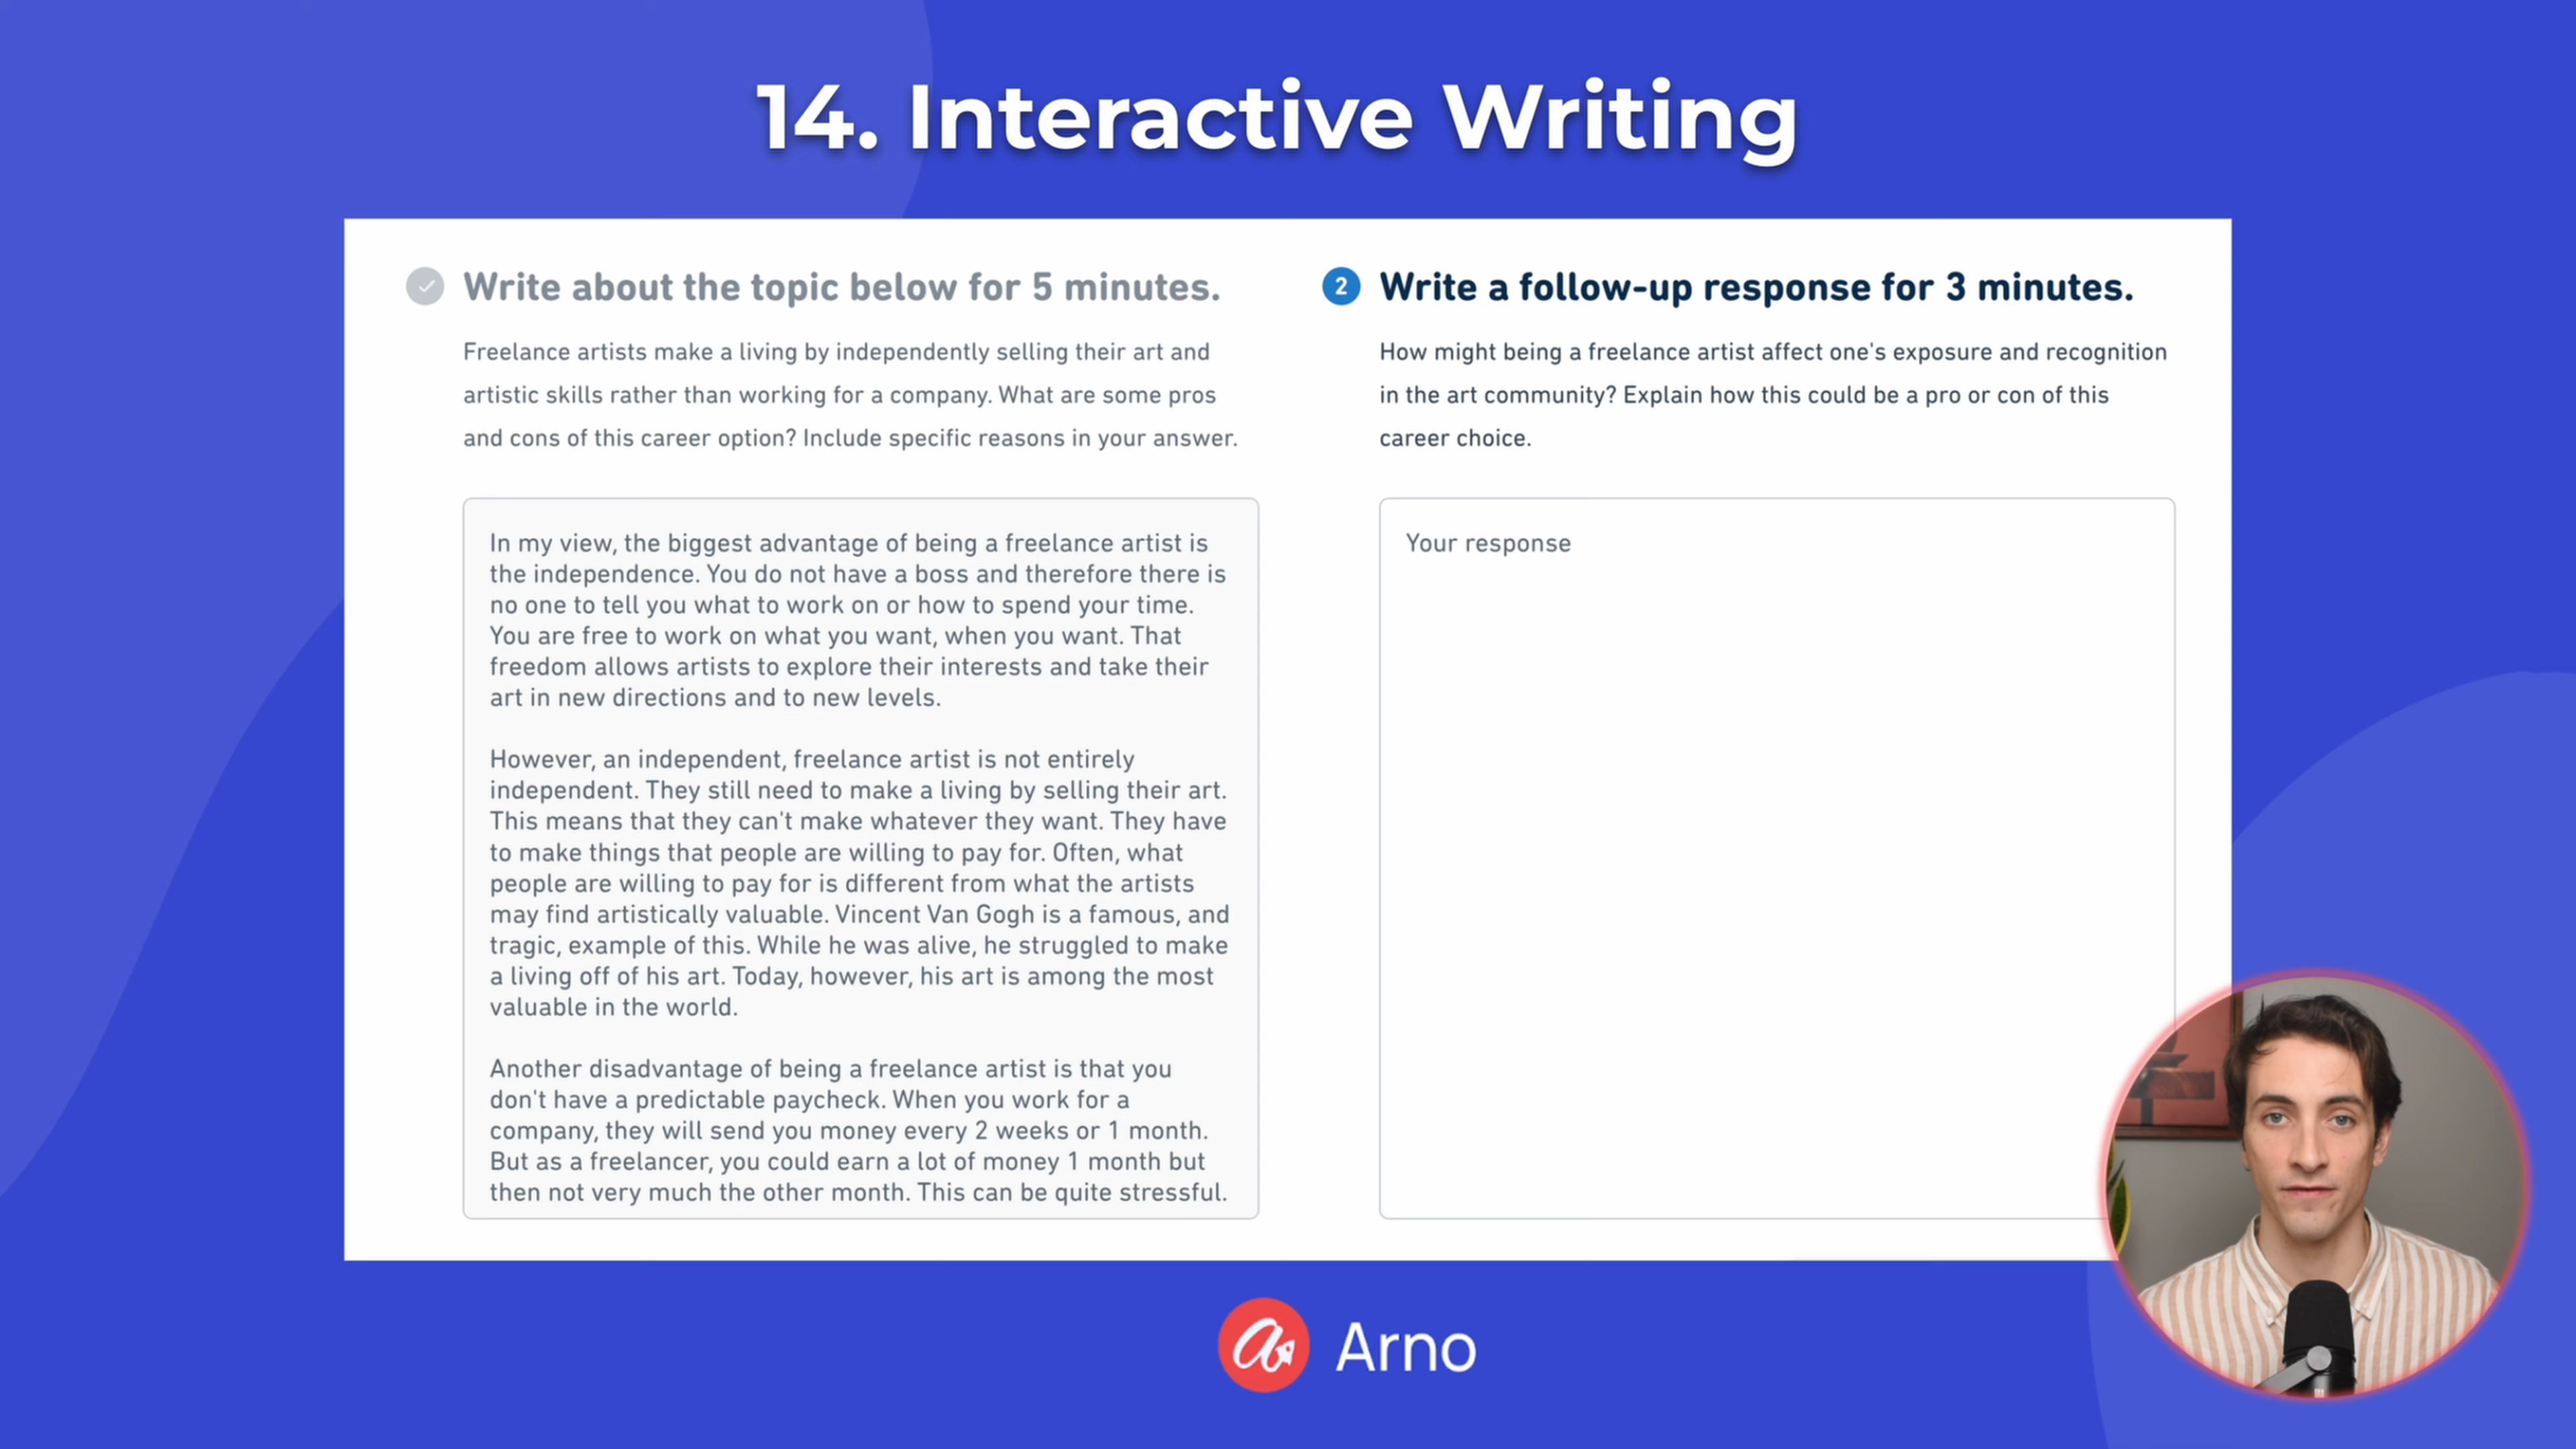 14. Interactive Writing
Write about the topic below for 5 minutes.
Freelance artists make a living by independently selling their art and
artistic skills rather than working for a company. What are some pros
and cons of this career option? Include specific reasons in your answer.
In my view, the biggest advantage of being a freelance artist is
the independence. You do not have a boss and therefore there is
no one to tell you what to work on or how to spend your time.
You are free to work on what you want, when you want. That
freedom allows artists to explore their interests and take their
art in new directions and to new levels.
However, an independent, freelance artist is not entirely
independent. They still need to make a living by selling their art.
This means that they can't make whatever they want. They have
to make things that people are willing to pay for. Often, what
people are willing to pay for is different from what the artists
may find artistically valuable. Vincent Van Gogh is a famous, and
tragic, example of this. While he was alive, he struggled to make
a living off of his art. Today, however, his art is among the most
valuable in the world.
Another disadvantage of being a freelance artist is that you
don't have a predictable paycheck. When you work for a
company, they will send you money every 2 weeks or 1 month.
But as a freelancer, you could earn a lot of money 1 month but
then not very much the other month. This can be quite stressful.
2 Write a follow-up response for 3 minutes.
How might being a freelance artist affect one's exposure and recognition
in the art community? Explain how this could be a pro or con of this
career choice.
Your response
Arno